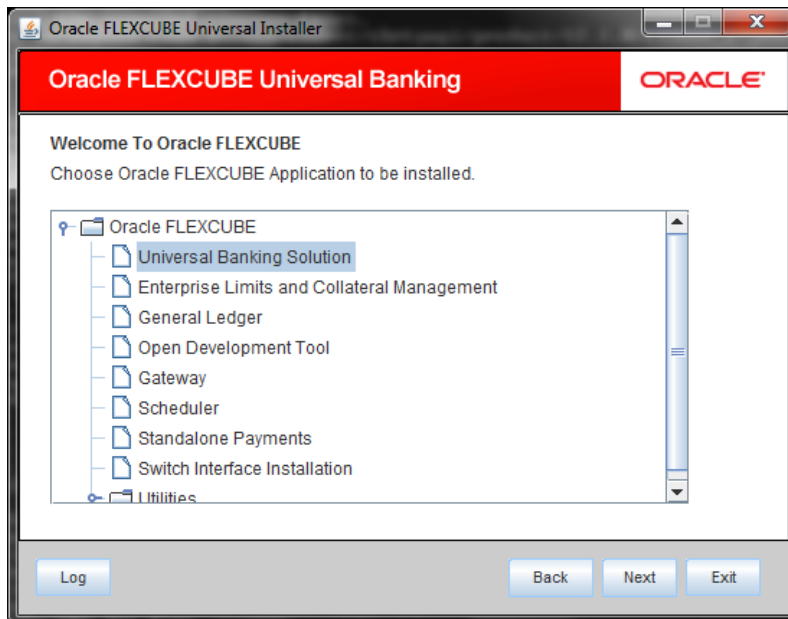 Oracle FLEXCUBE Universal Installer
Oracle FLEXCUBE Universal Banking
ORACLE
Welcome To Oracle FLEXCUBE
Choose Oracle FLEXCUBE Application to be installed.
Oracle FLEXCUBE
Universal Banking Solution
Enterprise Limits and Collateral Management
General Ledger
Open Development Tool
Gateway
Scheduler
Standalone Payments
Switch Interface Installation
Utilities
Log Back Next Exit